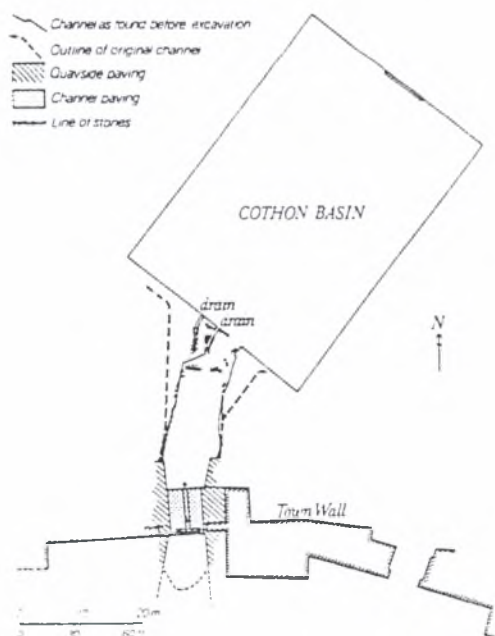 Channel as found before excavation
Outline of original channel
Quayside paving
Channel paving
Line of stones
COTHON BASIN
drain
drain
N
Town Wall
20m